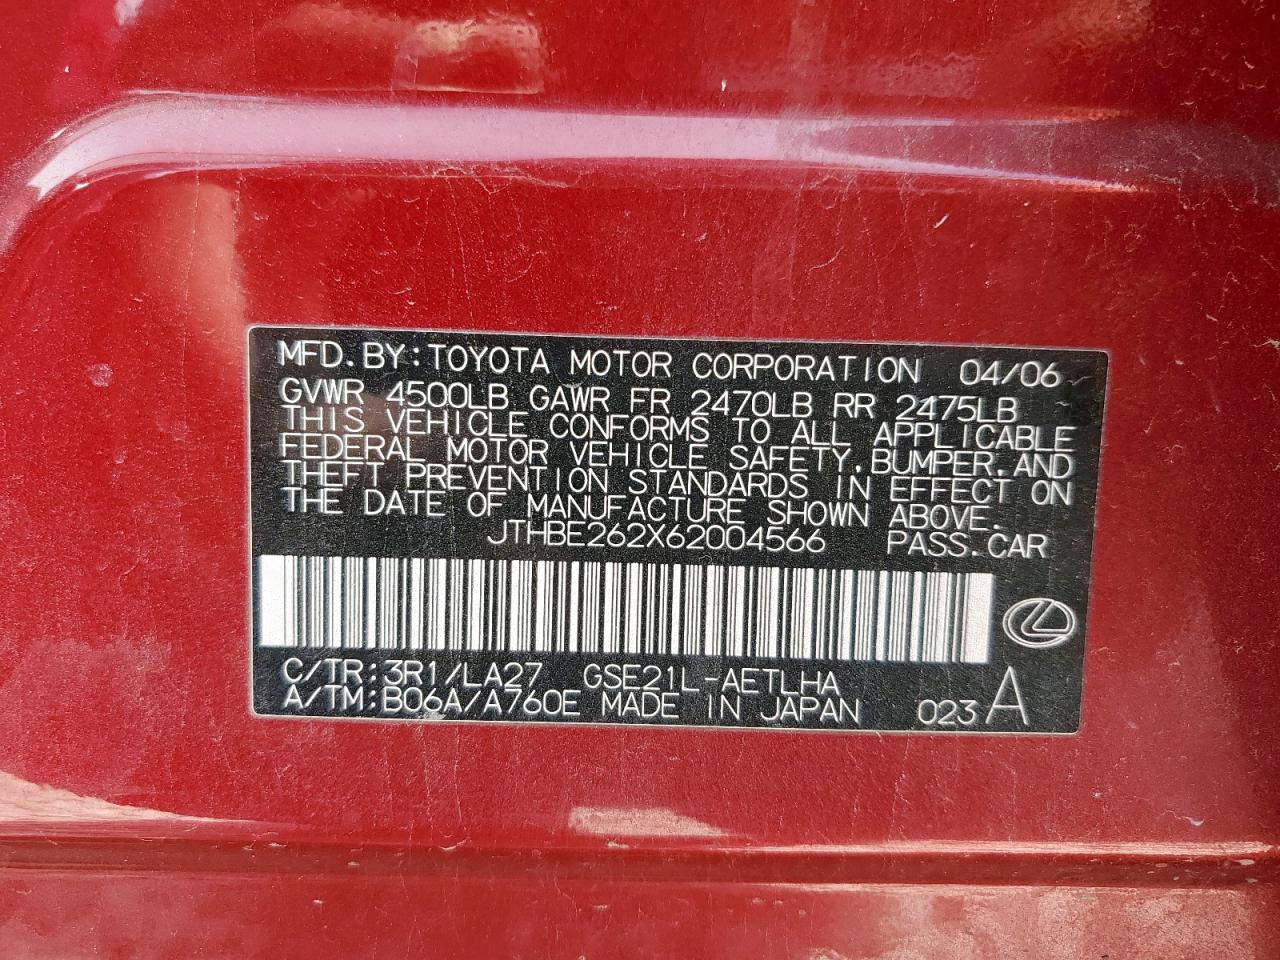 MFD.BY:TOYOTA MOTOR CORPORATION 04/06
GVWR 4500LB GAWR FR 2470LB RR 2475LB
THIS VEHICLE CONFORMS TO ALL APPLICABLE
FEDERAL MOTOR VEHICLE SAFETY,BUMPER,AND
THEFT PREVENTION STANDARDS IN EFFECT ON
THE DATE OF MANUFACTURE SHOWN ABOVE.
JTHBE262X62004566 PASS.CAR
C/TR:3R1/LA27 GSE21L-AETLHA
A/TM:B06A/A760E MADE IN JAPAN 023 A